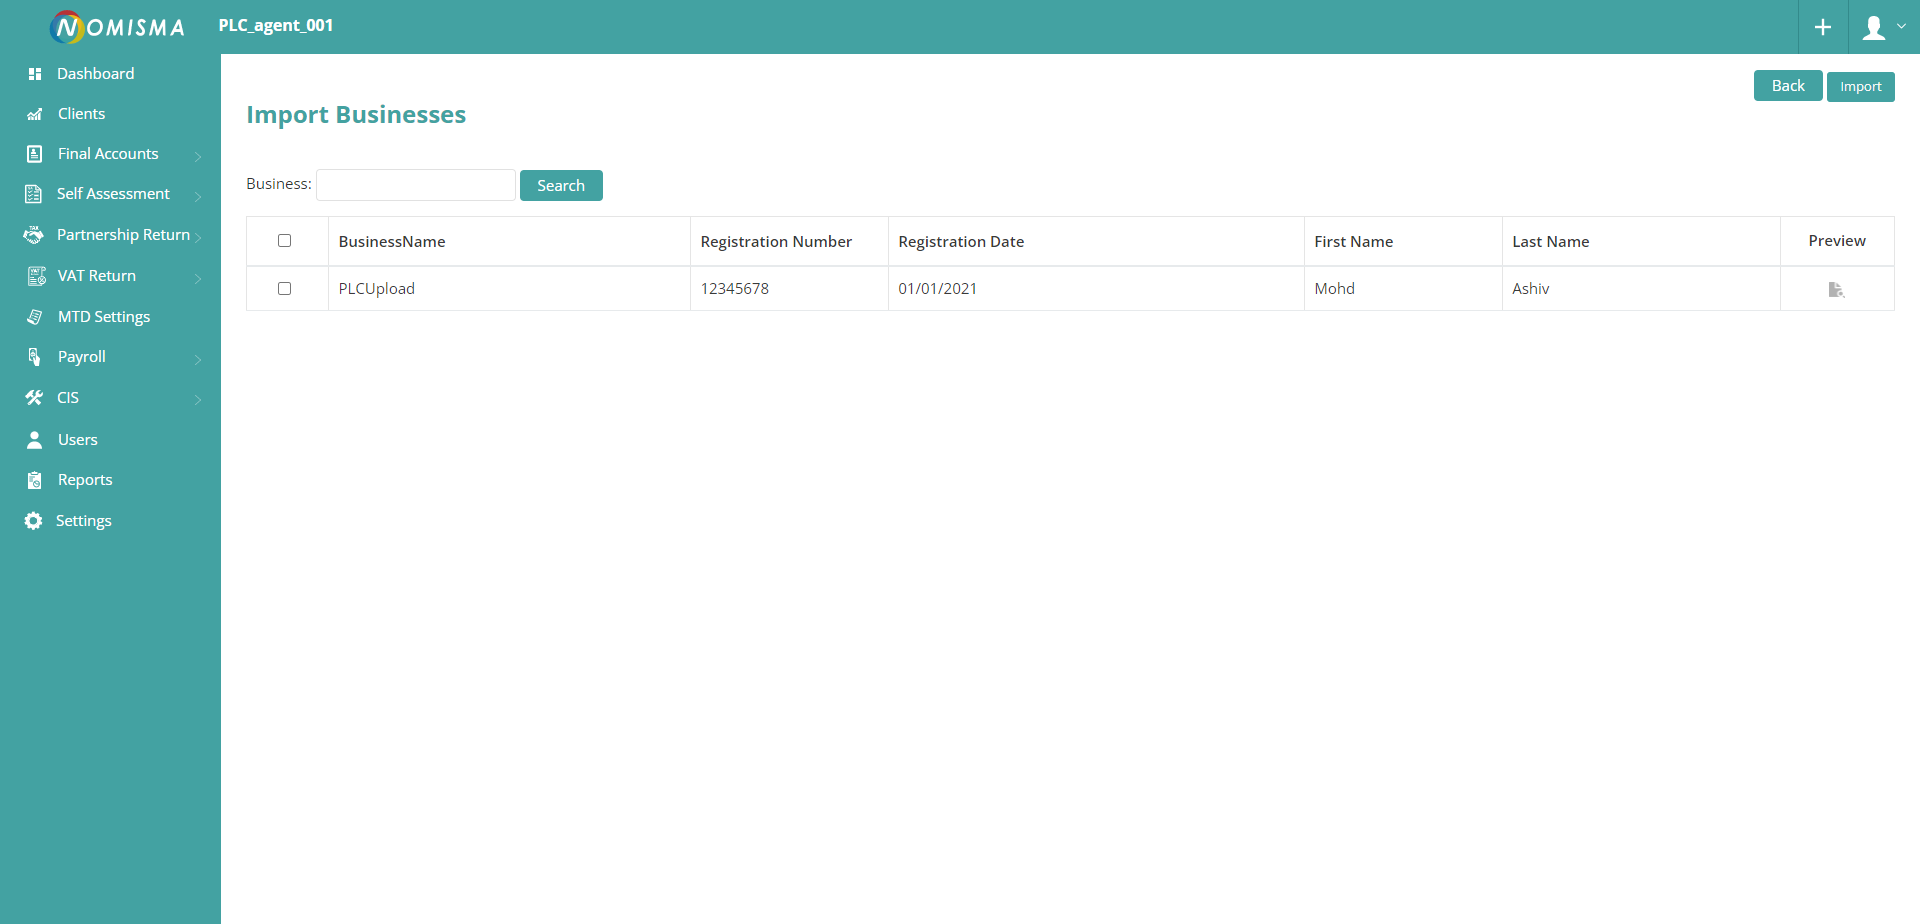 NOMISMA PLC_agent_001
Dashboard
Clients
Final Accounts
Self Assessment
Partnership Return
VAT Return
MTD Settings
Payroll
CIS
Users
Reports
Settings
Back Import
Import Businesses
Business: Search
BusinessName Registration Number Registration Date First Name Last Name Preview
PLCUpload 12345678 01/01/2021 Mohd Ashiv